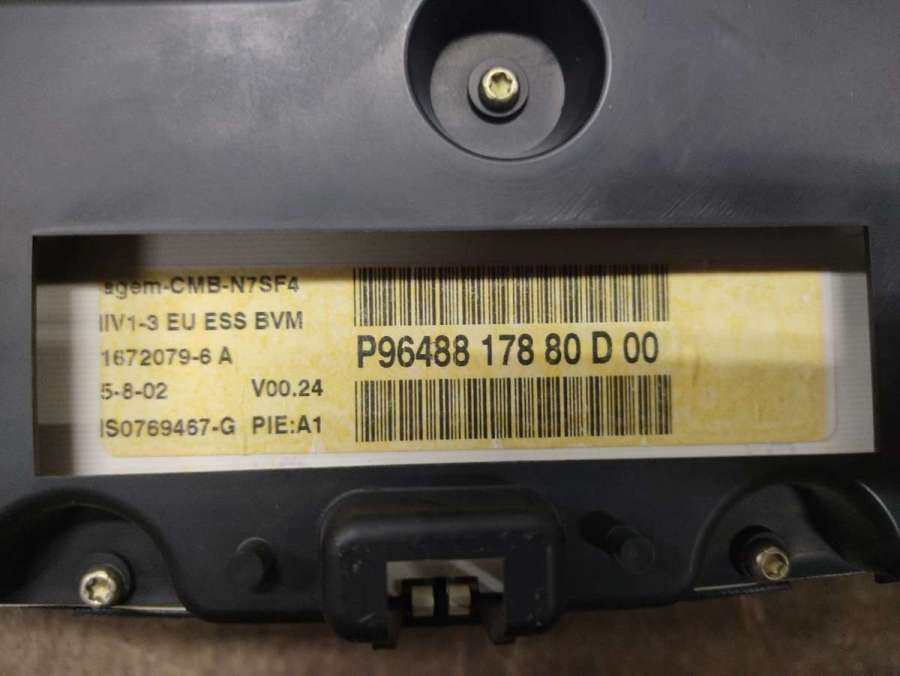 agem-CMB-N7SF4
IV1-3 EU ESS BVM
1672079-6 A
5-8-02 V00.24
IS0769467-G PIE:A1
P96488 178 80 D 00